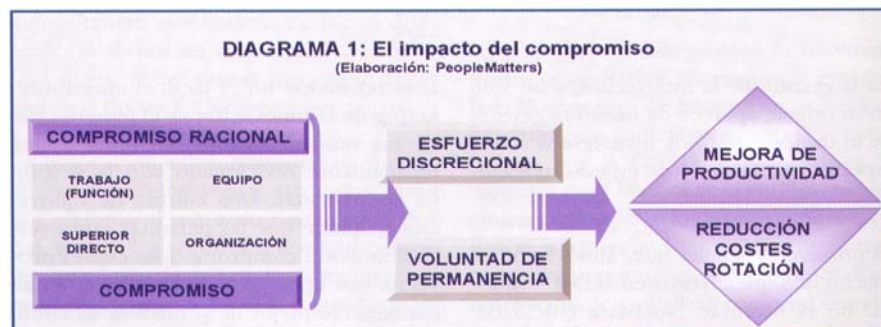 DIAGRAMA 1: El impacto del compromiso
(Elaboración: PeopleMatters)
COMPROMISO RACIONAL
TRABAJO
(FUNCIÓN)
EQUIPO
SUPERIOR
DIRECTO
ORGANIZACIÓN
COMPROMISO
ESFUERZO
DISCRECIONAL
VOLUNTAD DE
PERMANENCIA
MEJORA DE
PRODUCTIVIDAD
REDUCCIÓN
COSTES
ROTACIÓN